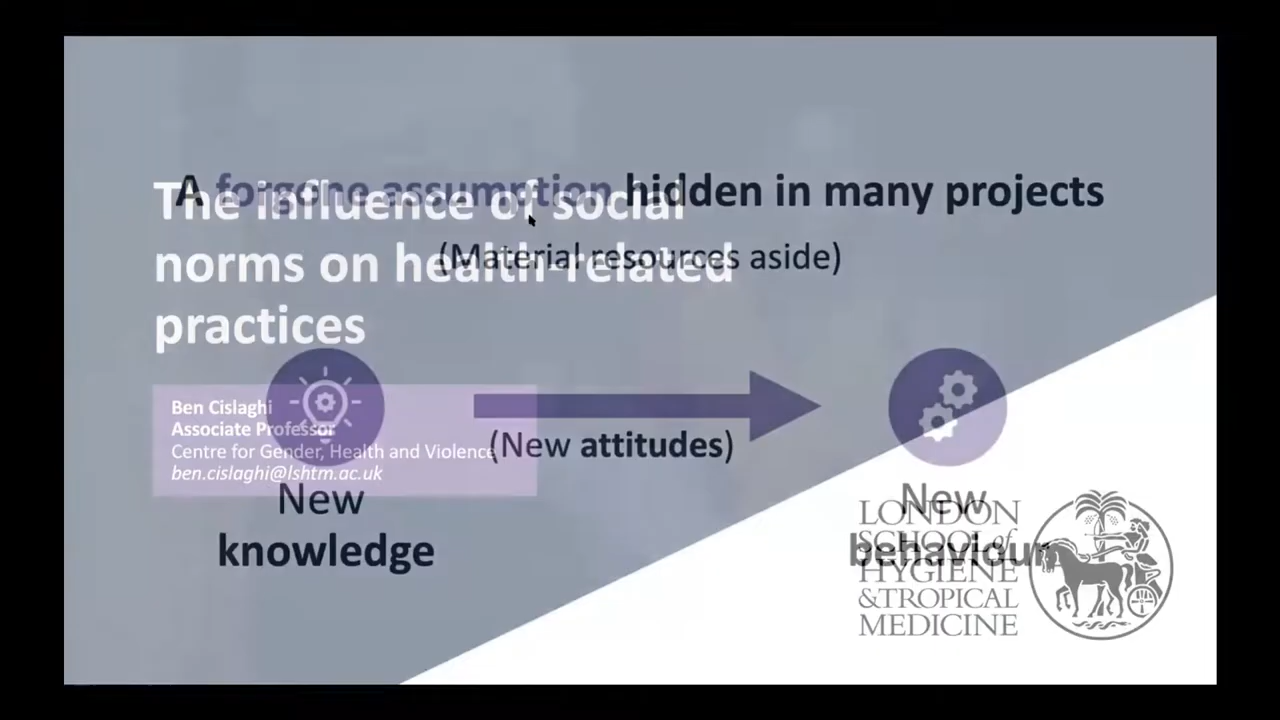 The influence of social
norms on health-related
practices
Ben Cislaghi
Associate Professor
Centre for Gender, Health and Violence
ben.cislaghi@lshtm.ac.uk
A forgone assumption hidden in many projects
(Material resources aside)
(New attitudes)
New
knowledge
New
behaviour
LONDON
SCHOOL of
HYGIENE
&TROPICAL
MEDICINE